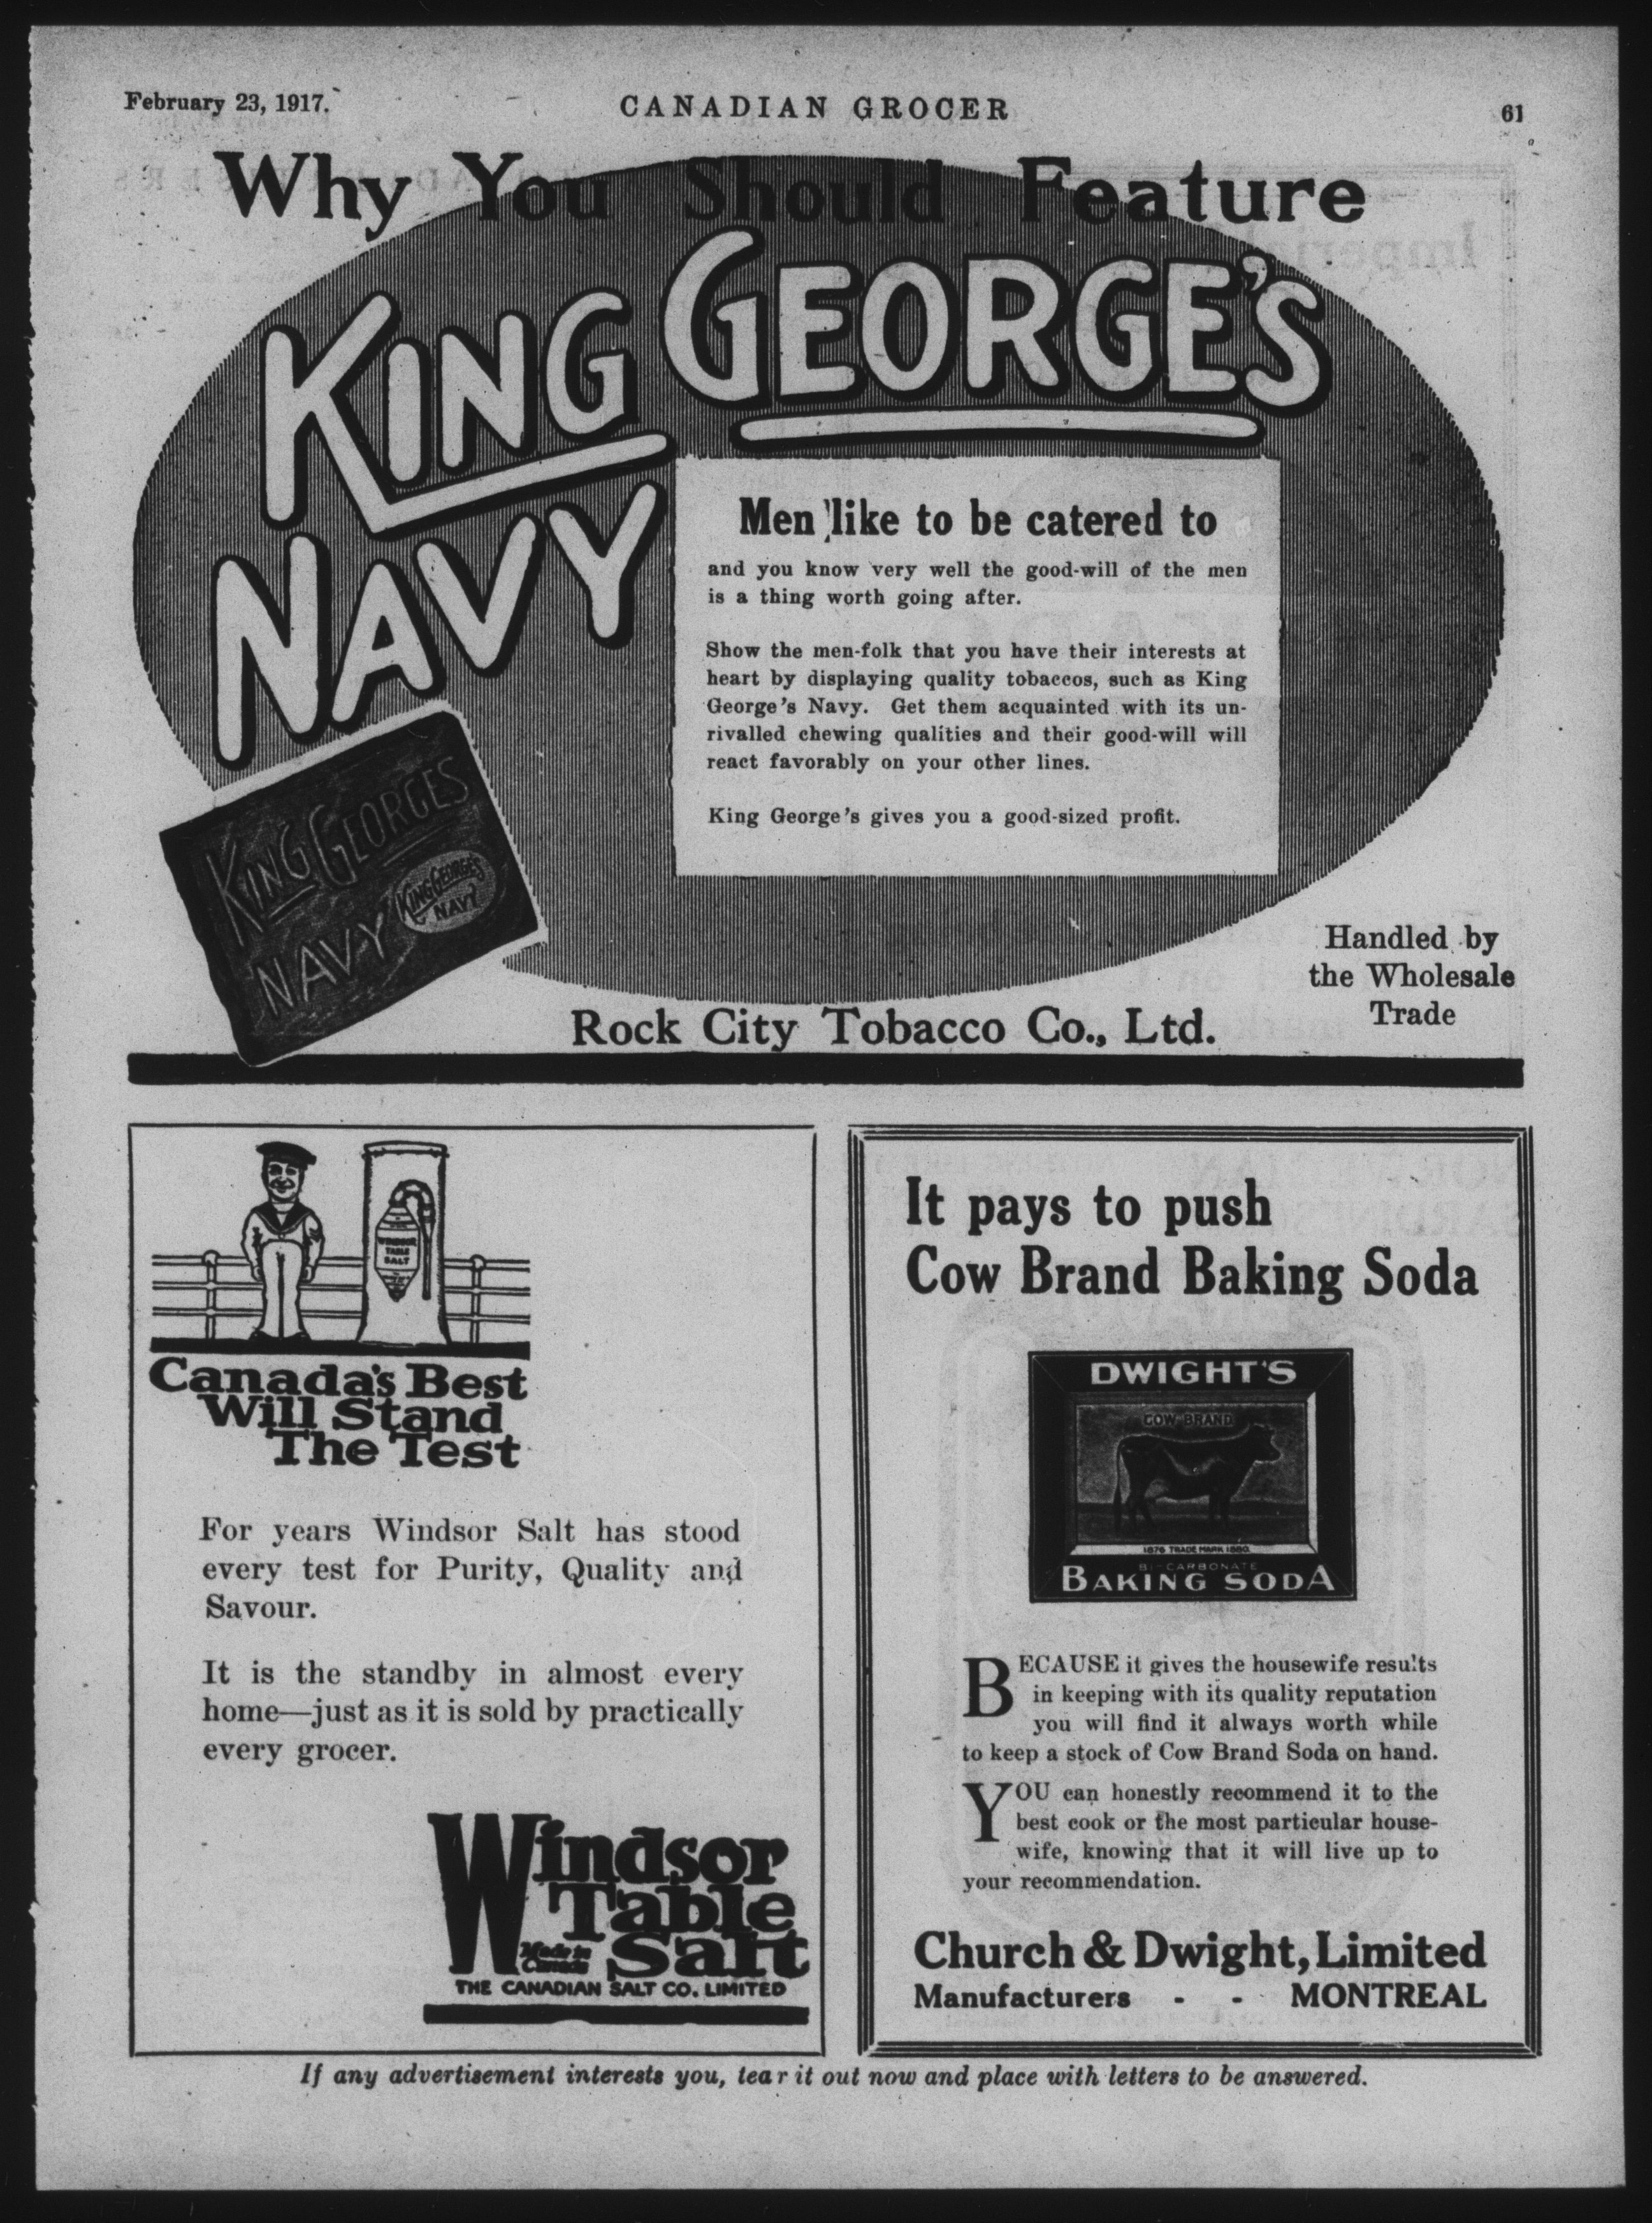 February 23, 1917.
CANADIAN GROCER
61
Why You Should Feature
KING GEORGE'S
NAVY
Men like to be catered to
and you know very well the good-will of the men
is a thing worth going after.
Show the men-folk that you have their interests at
heart by displaying quality tobaccos, such as King
George's Navy. Get them acquainted with its un-
rivalled chewing qualities and their good-will will
react favorably on your other lines.
King George's gives you a good-sized profit.
KING GEORGES
NAVY
KING GEORGE'S
NAVY
Handled by
the Wholesale
Trade
Rock City Tobacco Co., Ltd.
WINDSOR
TABLE
SALT
Canada's Best
Will Stand
The Test
For years Windsor Salt has stood
every test for Purity, Quality and
Savour.
It is the standby in almost every
home—just as it is sold by practically
every grocer.
Windsor
Table
Made in
Canada
Salt
THE CANADIAN SALT CO. LIMITED
It pays to push
Cow Brand Baking Soda
DWIGHT'S
COW BRAND
1876 TRADE MARK 1880.
BI-CARBONATE
BAKING SODA
BECAUSE it gives the housewife results
in keeping with its quality reputation
you will find it always worth while
to keep a stock of Cow Brand Soda on hand.
YOU can honestly recommend it to the
best cook or the most particular house-
wife, knowing that it will live up to
your recommendation.
Church & Dwight, Limited
Manufacturers - - MONTREAL
If any advertisement interests you, tear it out now and place with letters to be answered.